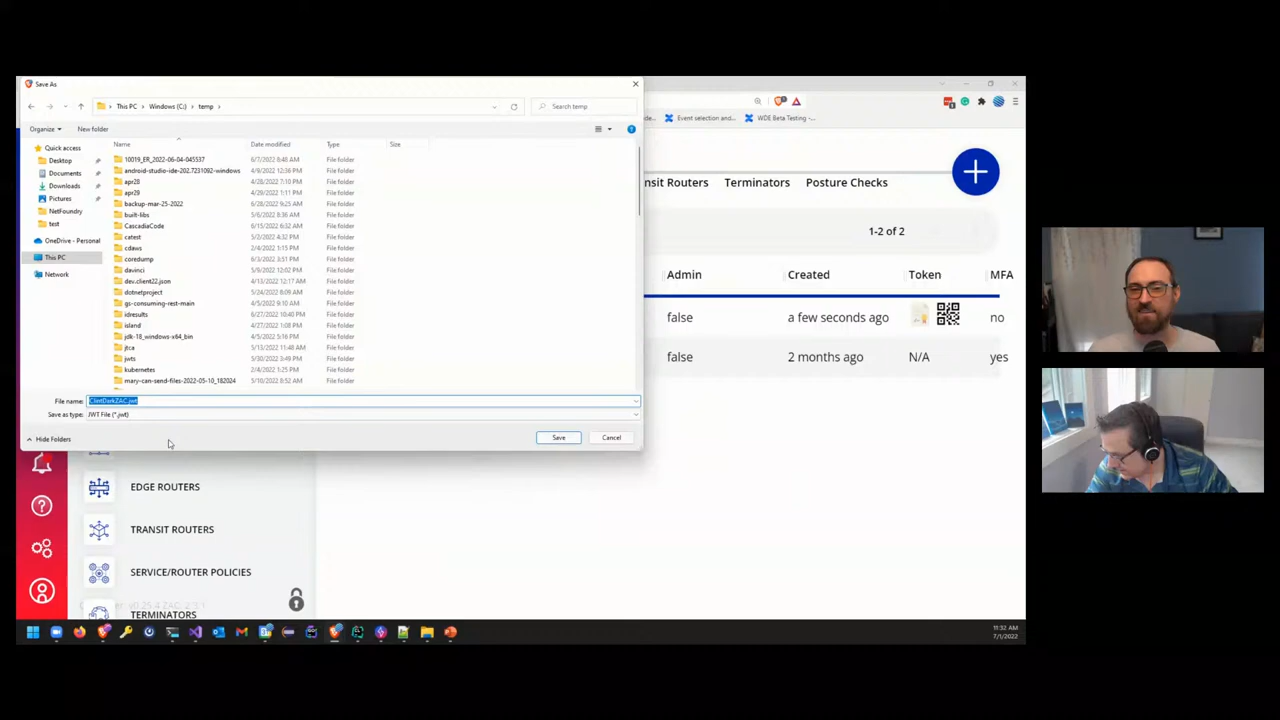 Save As
This PC > Windows (C:) > temp >
Search temp
Organize
New folder
Event selection and...
WDE Beta Testing -...
Name
Date modified
Type
Size
Quick access
Desktop
Documents
Downloads
Pictures
NetFoundry
test
OneDrive - Personal
This PC
Network
10019_ER_2022-06-04-045537 6/7/2022 8:48 AM File folder
android-studio-ide-202.7231092-windows 4/9/2022 12:36 PM File folder
apr28 4/28/2022 7:10 PM File folder
apr29 4/29/2022 1:11 PM File folder
backup-mar-25-2022 6/28/2022 9:25 AM File folder
built-libs 5/6/2022 8:36 AM File folder
CascadiaCode 6/15/2022 6:32 AM File folder
catest 5/2/2022 4:32 PM File folder
cdaws 2/4/2022 1:15 PM File folder
coredump 6/3/2022 3:51 PM File folder
davinci 5/9/2022 12:02 PM File folder
dev.client22.json 4/13/2022 12:17 AM File folder
dotnetproject 5/24/2022 8:09 AM File folder
gs-consuming-rest-main 4/5/2022 9:10 AM File folder
idresults 6/27/2022 10:40 PM File folder
island 4/27/2022 1:08 PM File folder
jdk-18_windows-x64_bin 4/5/2022 5:16 PM File folder
jtca 5/13/2022 11:48 AM File folder
jwts 5/30/2022 3:49 PM File folder
kubernetes 2/4/2022 1:25 PM File folder
mary-can-send-files-2022-05-10_182024 5/10/2022 8:52 AM File folder
File name: ClintDarkZAC.jwt
Save as type: JWT File (*.jwt)
Hide Folders
Save
Cancel
nsit Routers
Terminators
Posture Checks
1-2 of 2
Admin
Created
Token
MFA
false
a few seconds ago
no
false
2 months ago
N/A
yes
EDGE ROUTERS
TRANSIT ROUTERS
SERVICE/ROUTER POLICIES
TERMINATORS
11:32 AM
7/1/2022